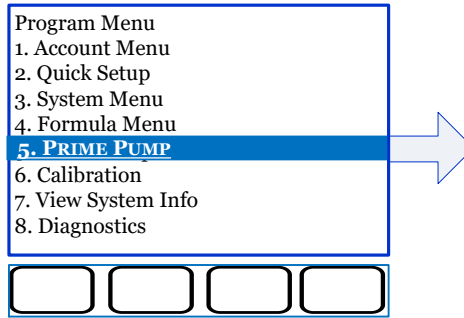 Program Menu
1. Account Menu
2. Quick Setup
3. System Menu
4. Formula Menu
5. PRIME PUMP
6. Calibration
7. View System Info
8. Diagnostics